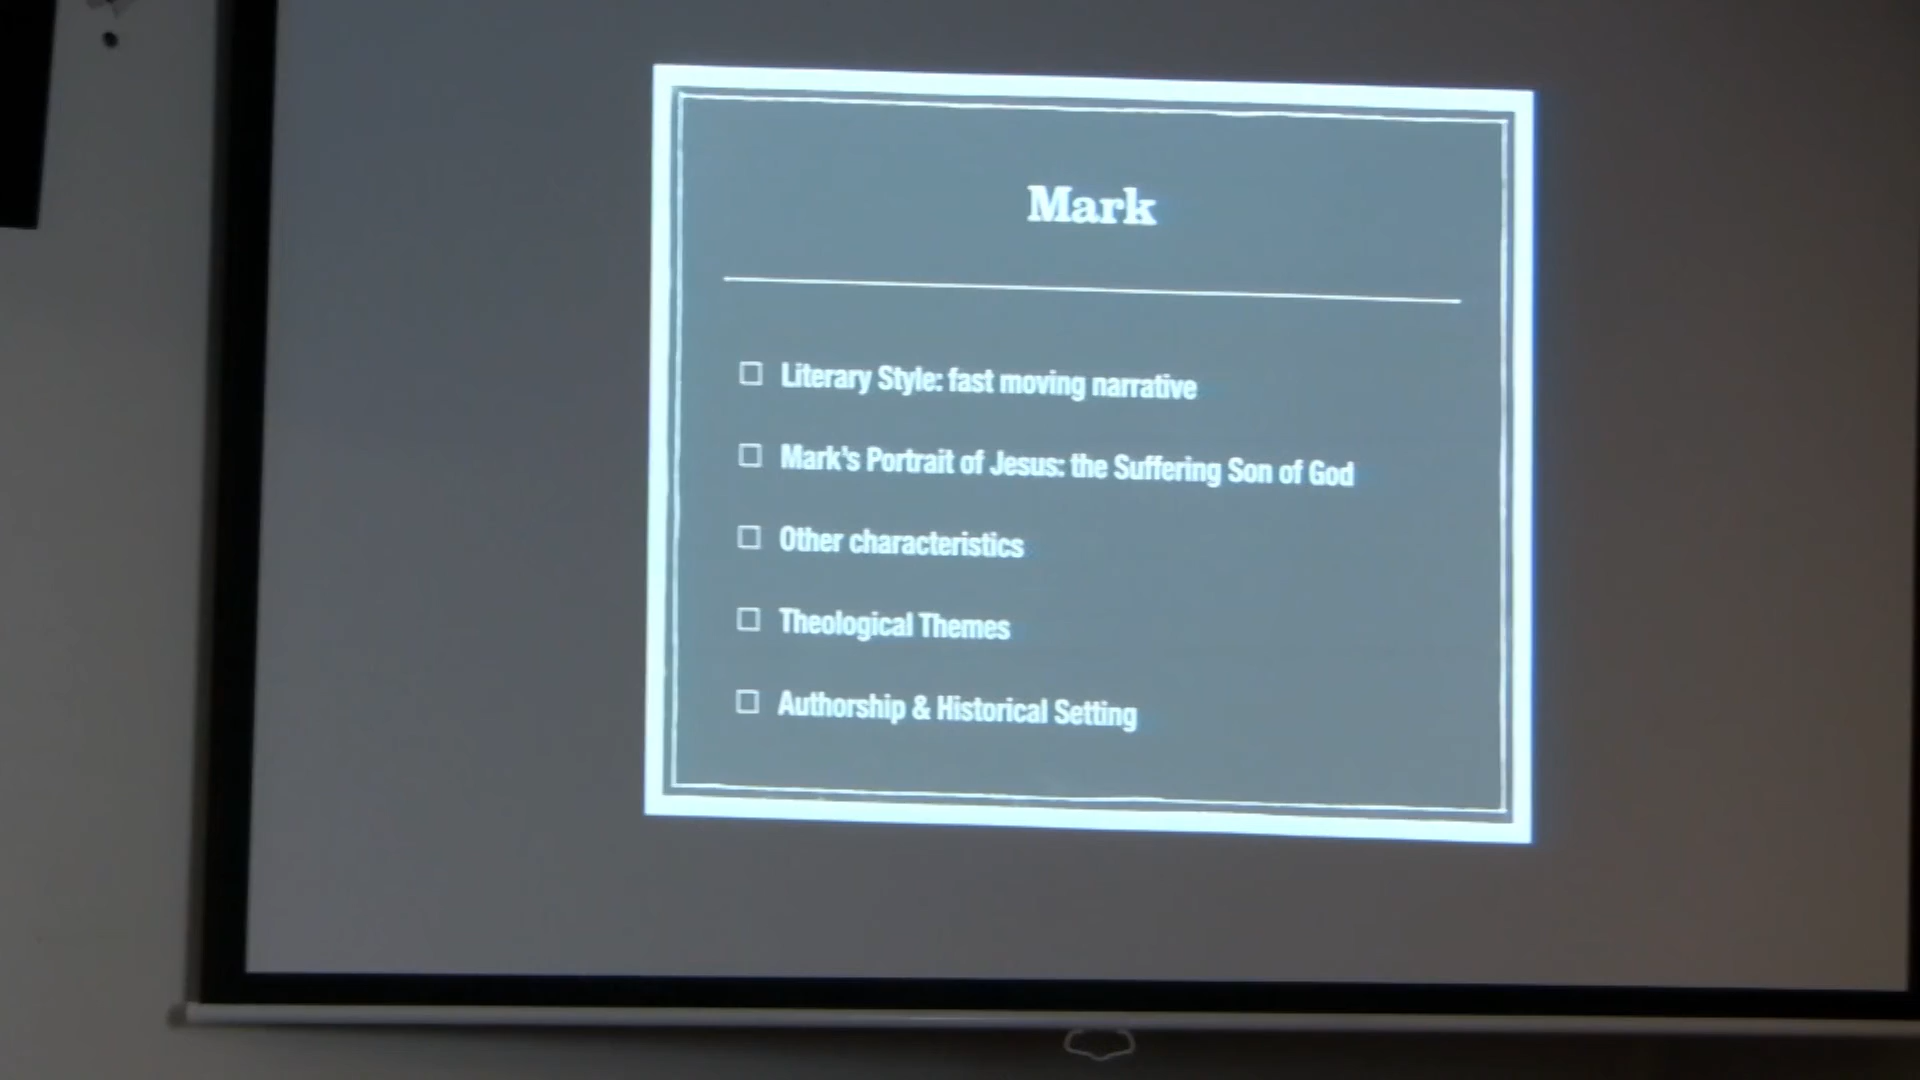 Mark
☐ Literary Style: fast moving narrative
☐ Mark's Portrait of Jesus: the Suffering Son of God
☐ Other characteristics
☐ Theological Themes
☐ Authorship & Historical Setting